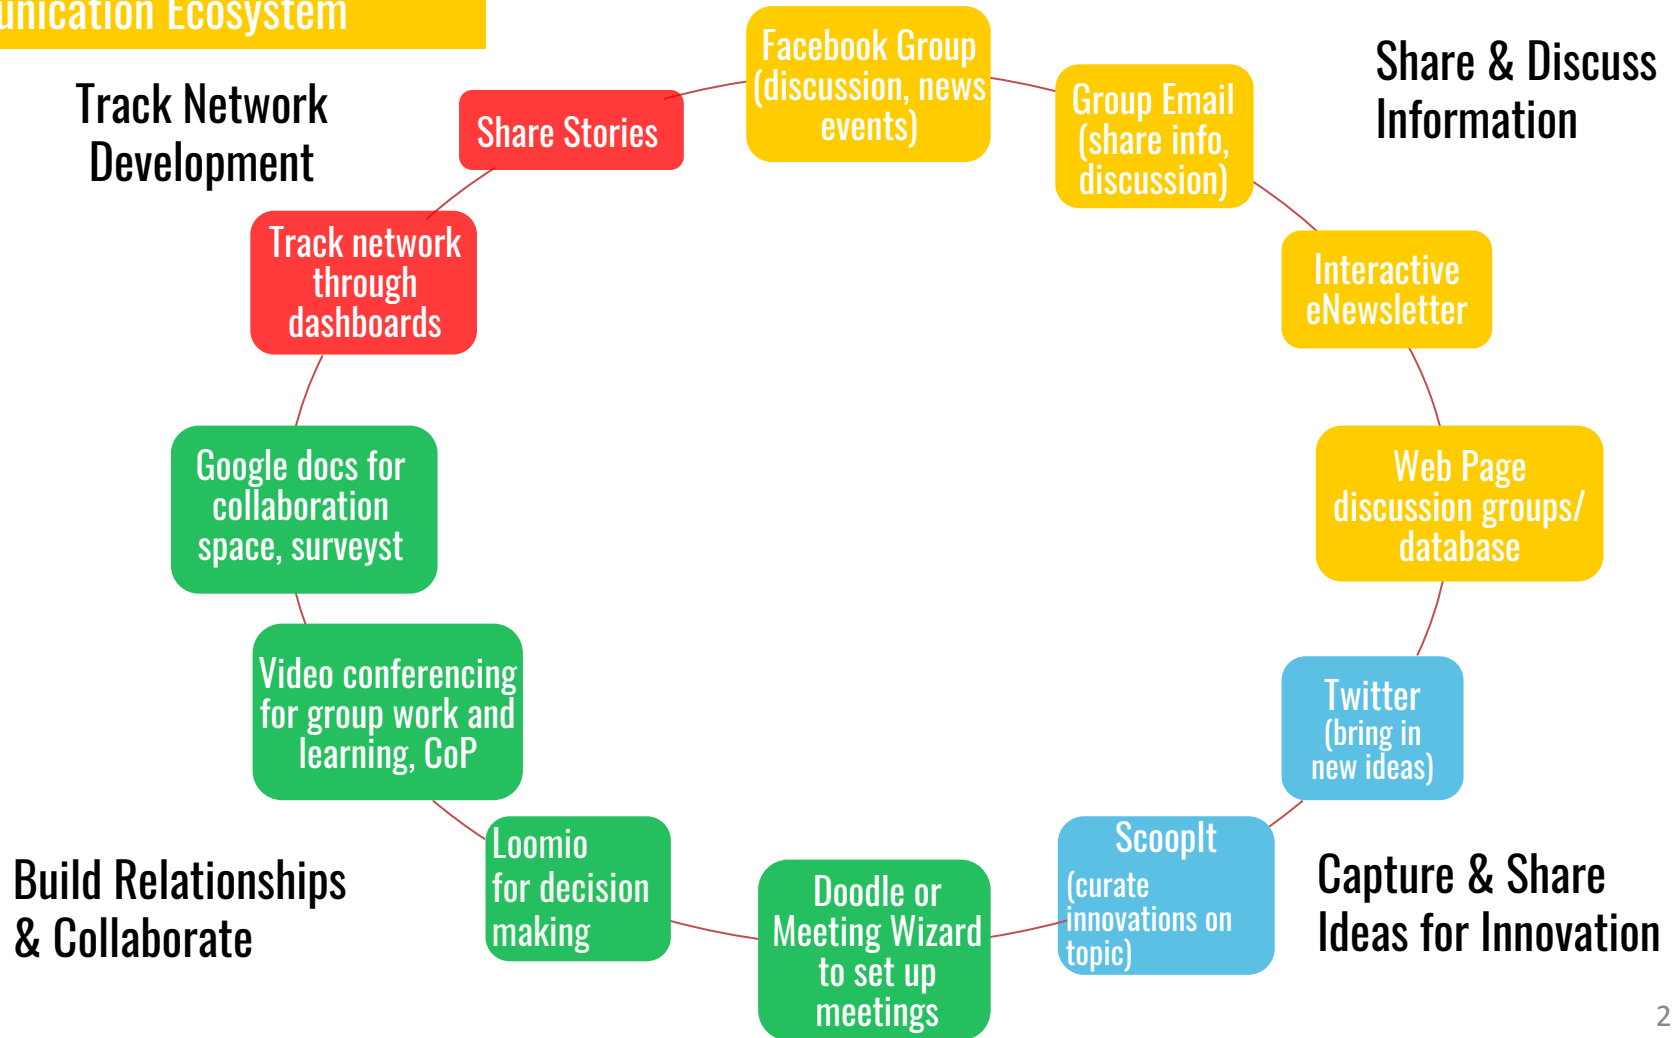 Ecosystem
Track Network
Development
Share Stories
Facebook Group
(discussion, news
events)
Group Email
(share info,
discussion)
Share & Discuss
Information
Track network
through
dashboards
Interactive
eNewsletter
Google docs for
collaboration
space, surveyst
Web Page
discussion groups/
database
Video conferencing
for group work and
learning, CoP
Twitter
(bring in
new ideas)
Loomio
for decision
making
Doodle or
Meeting Wizard
to set up
meetings
ScoopIt
(curate
innovations on
topic)
Build Relationships
& Collaborate
Capture & Share
Ideas for Innovation
2